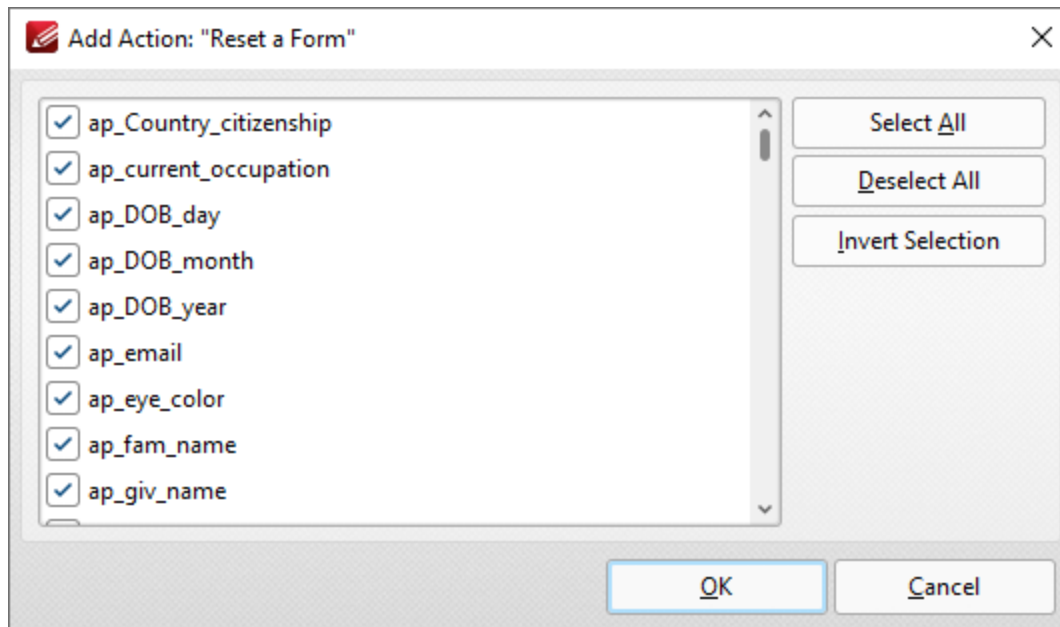 Add Action: "Reset a Form"
ap_Country_citizenship
ap_current_occupation
ap_DOB_day
ap_DOB_month
ap_DOB_year
ap_email
ap_eye_color
ap_fam_name
ap_giv_name
Select All
Deselect All
Invert Selection
OK
Cancel